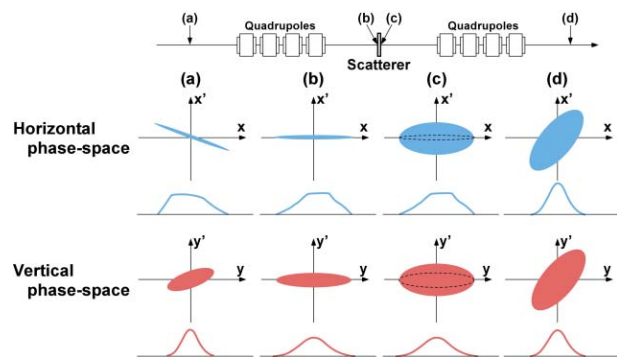 (a) Quadrupoles (b) (c) Quadrupoles (d)
Scatterer
(a) (b) (c) (d)
x' x' x' x'
Horizontal phase-space x x x x
y' y' y' y'
Vertical phase-space y y y y